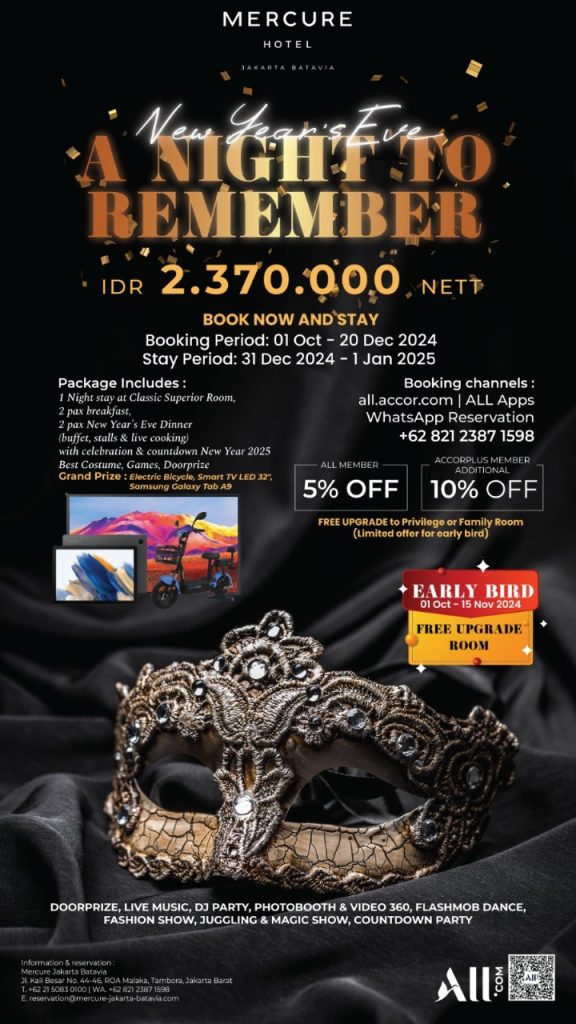 MERCURE
HOTEL
JAKARTA BATAVIA
New Year's Eve
A NIGHT TO
REMEMBER
IDR 2.370.000 NETT
BOOK NOW AND STAY
Booking Period: 01 Oct - 20 Dec 2024
Stay Period: 31 Dec 2024 - 1 Jan 2025
Package Includes :
1 Night stay at Classic Superior Room,
2 pax breakfast,
2 pax New Year's Eve Dinner
(buffet, stalls & live cooking)
with celebration & countdown New Year 2025
Best Costume, Games, Doorprize
Grand Prize : Electric Bicycle, Smart TV LED 32",
Samsung Galaxy Tab A9
Booking channels :
all.accor.com | ALL Apps
WhatsApp Reservation
+62 821 2387 1598
ALL MEMBER
5% OFF
ACCORPLUS MEMBER
ADDITIONAL
10% OFF
FREE UPGRADE to Privilege or Family Room
(Limited offer for early bird)
EARLY BIRD
01 Oct - 15 Nov 2024
FREE UPGRADE
ROOM
DOORPRIZE, LIVE MUSIC, DJ PARTY, PHOTOBOOTH & VIDEO 360, FLASHMOB DANCE,
FASHION SHOW, JUGGLING & MAGIC SHOW, COUNTDOWN PARTY
Information & reservation :
Mercure Jakarta Batavia
Jl. Kali Besar No. 44-46, ROA Malaka, Tambora, Jakarta Barat
T. +62 21 5083 0100 | WA. +62 821 2387 1598
E. reservation@mercure-jakarta-batavia.com
ALL.COM
ALL